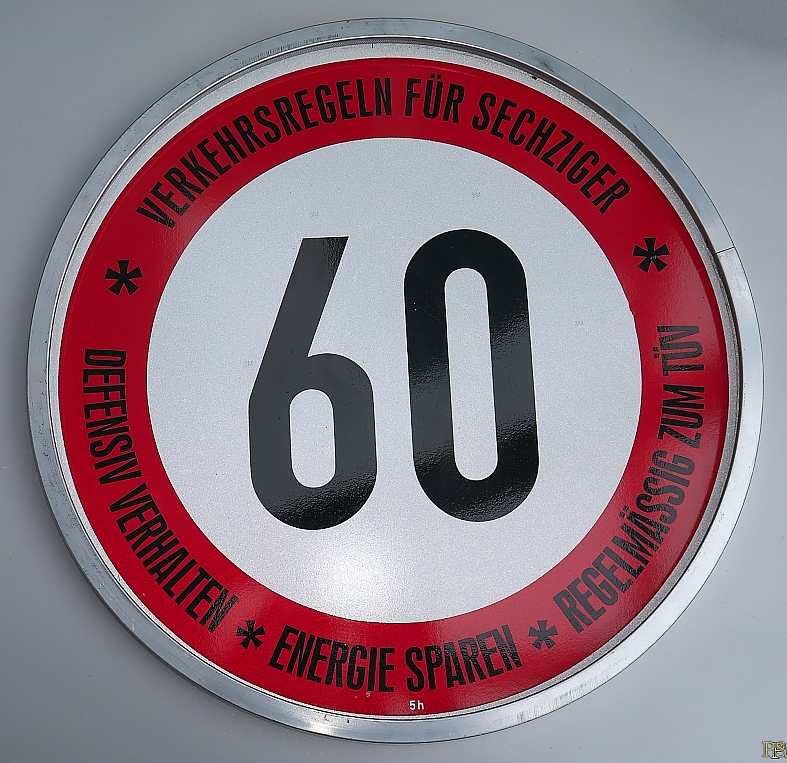 VERKEHRSREGELN FÜR SECHZIGER
60
* DEFENSIV VERHALTEN * ENERGIE SPAREN * REGELMÄSSIG ZUM TÜV *
5h